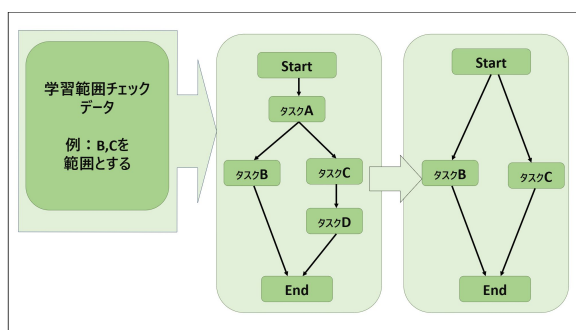 学習範囲チェック
データ
例：B,Cを
範囲とする
Start
タスクA
タスクB
タスクC
タスクD
End
Start
タスクB
タスクC
End